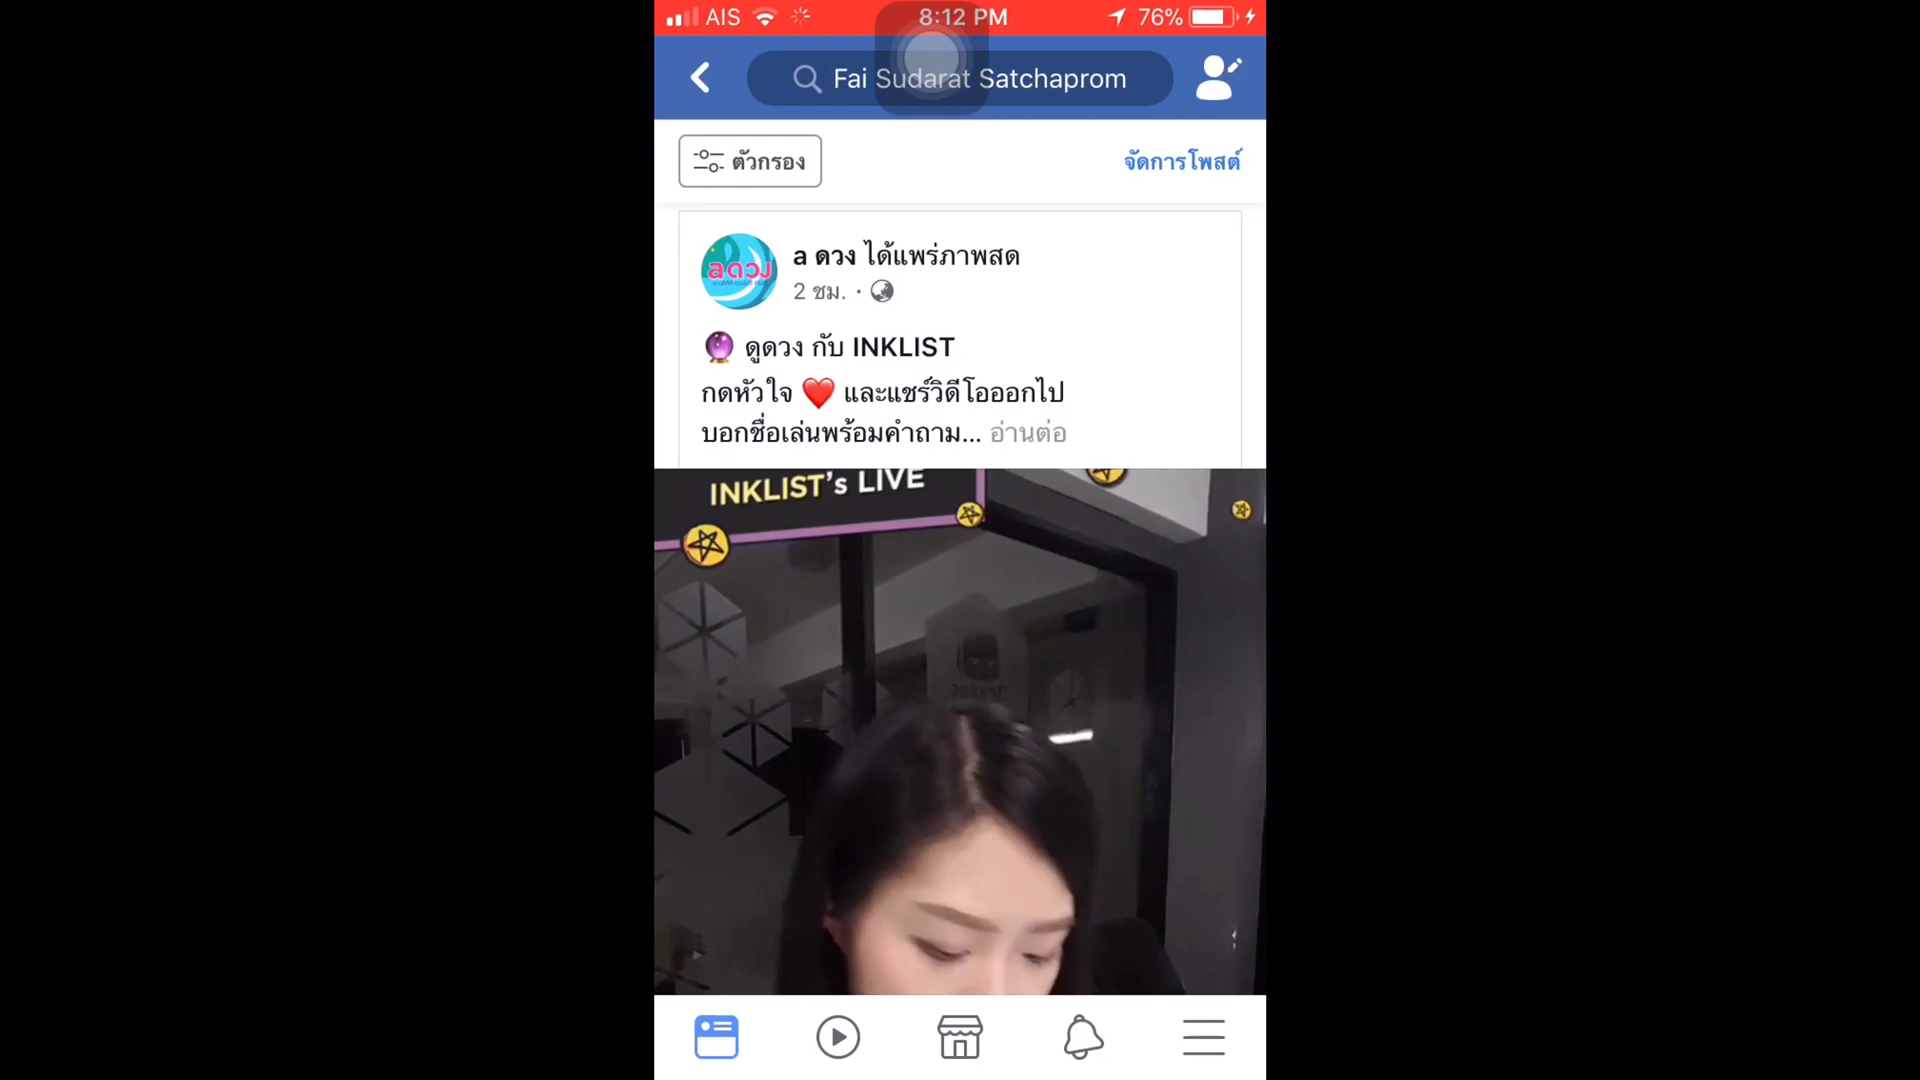 AIS
8:12 PM
76%
Fai Sudarat Satchaprom
ตัวกรอง
จัดการโพสต์
a ดวง
a ดวง ได้แพร่ภาพสด
2 ชม. ·
ดูดวง กับ INKLIST
กดหัวใจ ❤️ และแชร์วิดีโอออกไป
บอกชื่อเล่นพร้อมคำถาม... อ่านต่อ
INKLIST's LIVE